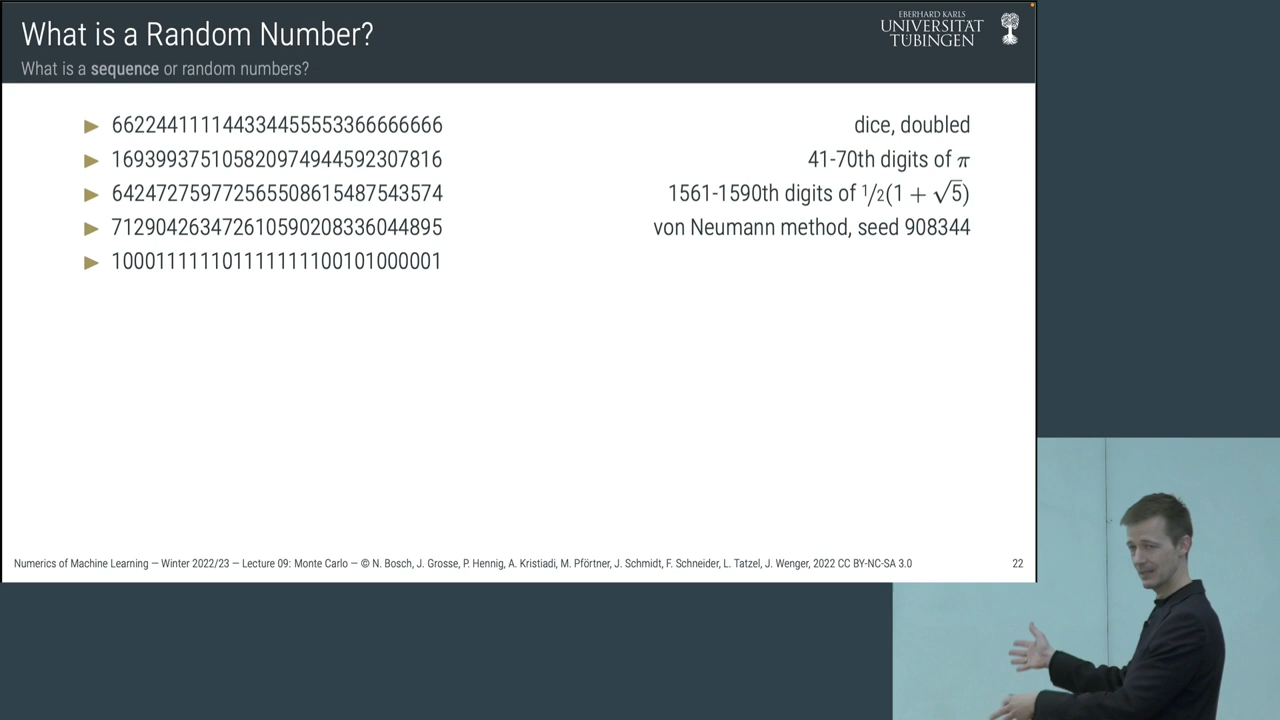 What is a Random Number?
What is a sequence or random numbers?
EBERHARD KARLS
UNIVERSITÄT
TÜBINGEN
▶ 662244111144334455553366666666 dice, doubled
▶ 169399375105820974944592307816 41-70th digits of π
▶ 642472759772565508615487543574 1561-1590th digits of 1/2(1 + √5)
▶ 712904263472610590208336044895 von Neumann method, seed 908344
▶ 100011111101111111100101000001
Numerics of Machine Learning — Winter 2022/23 — Lecture 09: Monte Carlo — © N. Bosch, J. Grosse, P. Hennig, A. Kristiadi, M. Pförtner, J. Schmidt, F. Schneider, L. Tatzel, J. Wenger, 2022 CC BY-NC-SA 3.0 22